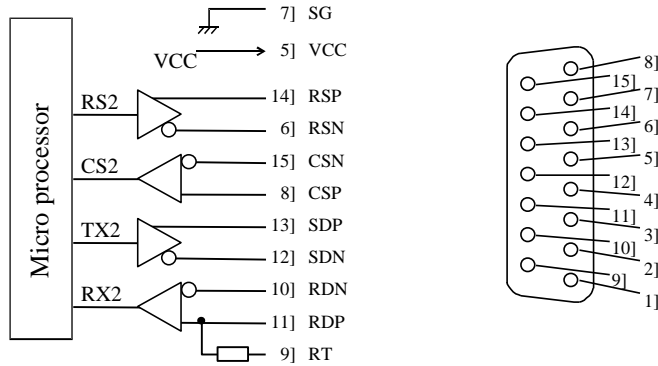 7] SG
VCC 5] VCC
RS2 14] RSP
6] RSN
15] CSN
CS2
8] CSP
TX2 13] SDP
12] SDN
10] RDN
RX2
11] RDP
9] RT
Micro processor
8]
15]
7]
14]
6]
13]
5]
12]
4]
11]
3]
10]
2]
9]
1]